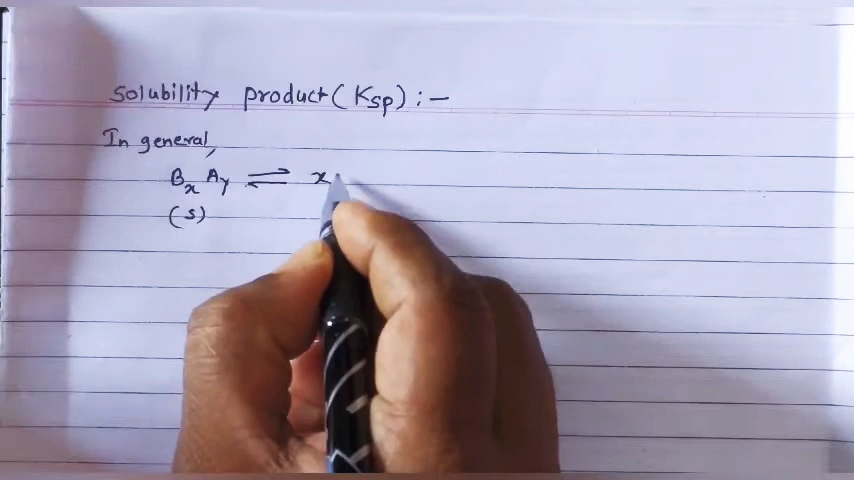 Solubility product (Ksp) :-
In general,
BxAy ⇌ x
(s)